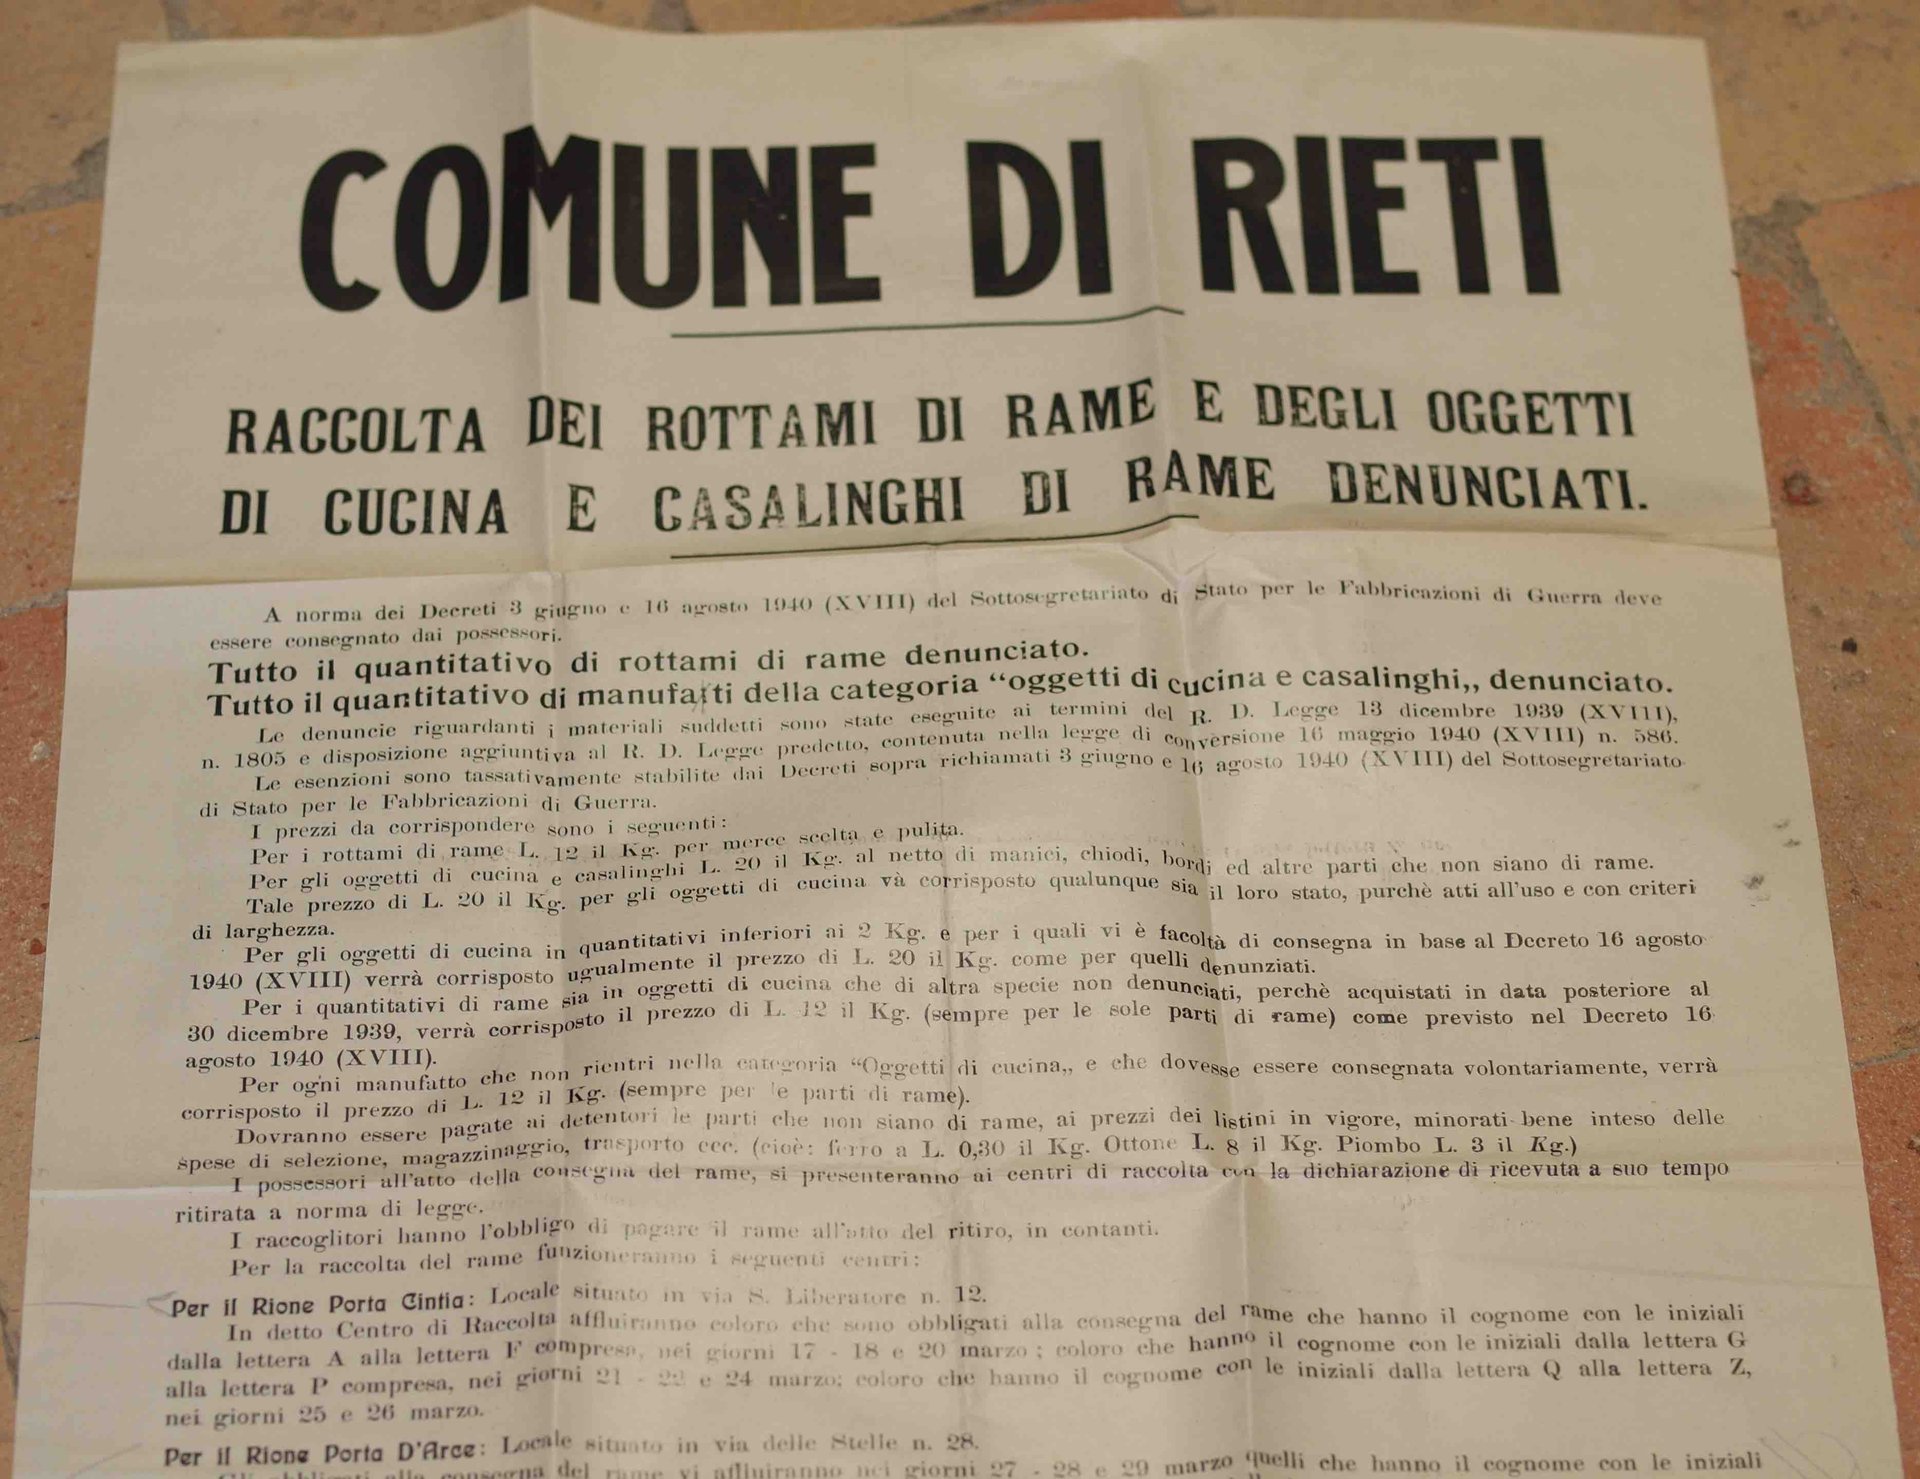 COMUNE DI RIETI
RACCOLTA DEI ROTTAMI DI RAME E DEGLI OGGETTI
DI CUCINA E CASALINGHI DI RAME DENUNCIATI.
A norma dei Decreti 3 giugno e 16 agosto 1940 (XVIII) del Sottosegretariato di Stato per le Fabbricazioni di Guerra deve
essere consegnato dai possessori.
Tutto il quantitativo di rottami di rame denunciato.
Tutto il quantitativo di manufatti della categoria “oggetti di cucina e casalinghi„ denunciato.
Le denuncie riguardanti i materiali suddetti sono state eseguite ai termini del R. D. Legge 13 dicembre 1939 (XVIII),
n. 1805 e disposizione aggiuntiva al R. D. Legge predetto, contenuta nella legge di conversione 16 maggio 1940 (XVIII) n. 586.
Le esenzioni sono tassativamente stabilite dai Decreti sopra richiamati 3 giugno e 16 agosto 1940 (XVIII) del Sottosegretariato
di Stato per le Fabbricazioni di Guerra.
I prezzi da corrispondere sono i seguenti:
Per i rottami di rame L. 12 il Kg. per merce scelta e pulita.
Per gli oggetti di cucina e casalinghi L. 20 il Kg. al netto di manici, chiodi, bordi ed altre parti che non siano di rame.
Tale prezzo di L. 20 il Kg. per gli oggetti di cucina và corrisposto qualunque sia il loro stato, purchè atti all'uso e con criteri
di larghezza.
Per gli oggetti di cucina in quantitativi inferiori ai 2 Kg. e per i quali vi è facoltà di consegna in base al Decreto 16 agosto
1940 (XVIII) verrà corrisposto ugualmente il prezzo di L. 20 il Kg. come per quelli denunziati.
Per i quantitativi di rame sia in oggetti di cucina che di altra specie non denunciati, perchè acquistati in data posteriore al
30 dicembre 1939, verrà corrisposto il prezzo di L. 12 il Kg. (sempre per le sole parti di rame) come previsto nel Decreto 16
agosto 1940 (XVIII).
Per ogni manufatto che non rientri nella categoria “Oggetti di cucina„ e che dovesse essere consegnata volontariamente, verrà
corrisposto il prezzo di L. 12 il Kg. (sempre per le parti di rame).
Dovranno essere pagate ai detentori le parti che non siano di rame, ai prezzi dei listini in vigore, minorati bene inteso delle
spese di selezione, magazzinaggio, trasporto ecc. (cioè: ferro a L. 0,30 il Kg. Ottone L. 8 il Kg. Piombo L. 3 il Kg.)
I possessori all'atto della consegna del rame, si presenteranno ai centri di raccolta con la dichiarazione di ricevuta a suo tempo
ritirata a norma di legge.
I raccoglitori hanno l'obbligo di pagare il rame all'atto del ritiro, in contanti.
Per la raccolta del rame funzioneranno i seguenti centri:
Per il Rione Porta Cintia: Locale situato in via S. Liberatore n. 12.
In detto Centro di Raccolta affluiranno coloro che sono obbligati alla consegna del rame che hanno il cognome con le iniziali
dalla lettera A alla lettera F compresa, nei giorni 17 - 18 e 20 marzo; coloro che hanno il cognome con le iniziali dalla lettera G
alla lettera P compresa, nei giorni 21 - 22 e 24 marzo; coloro che hanno il cognome con le iniziali dalla lettera Q alla lettera Z,
nei giorni 25 e 26 marzo.
Per il Rione Porta D'Arce: Locale situato in via delle Stelle n. 28.
Gli obbligati alla consegna del rame vi affluiranno nei giorni 27 - 28 e 29 marzo quelli che hanno il cognome con le iniziali